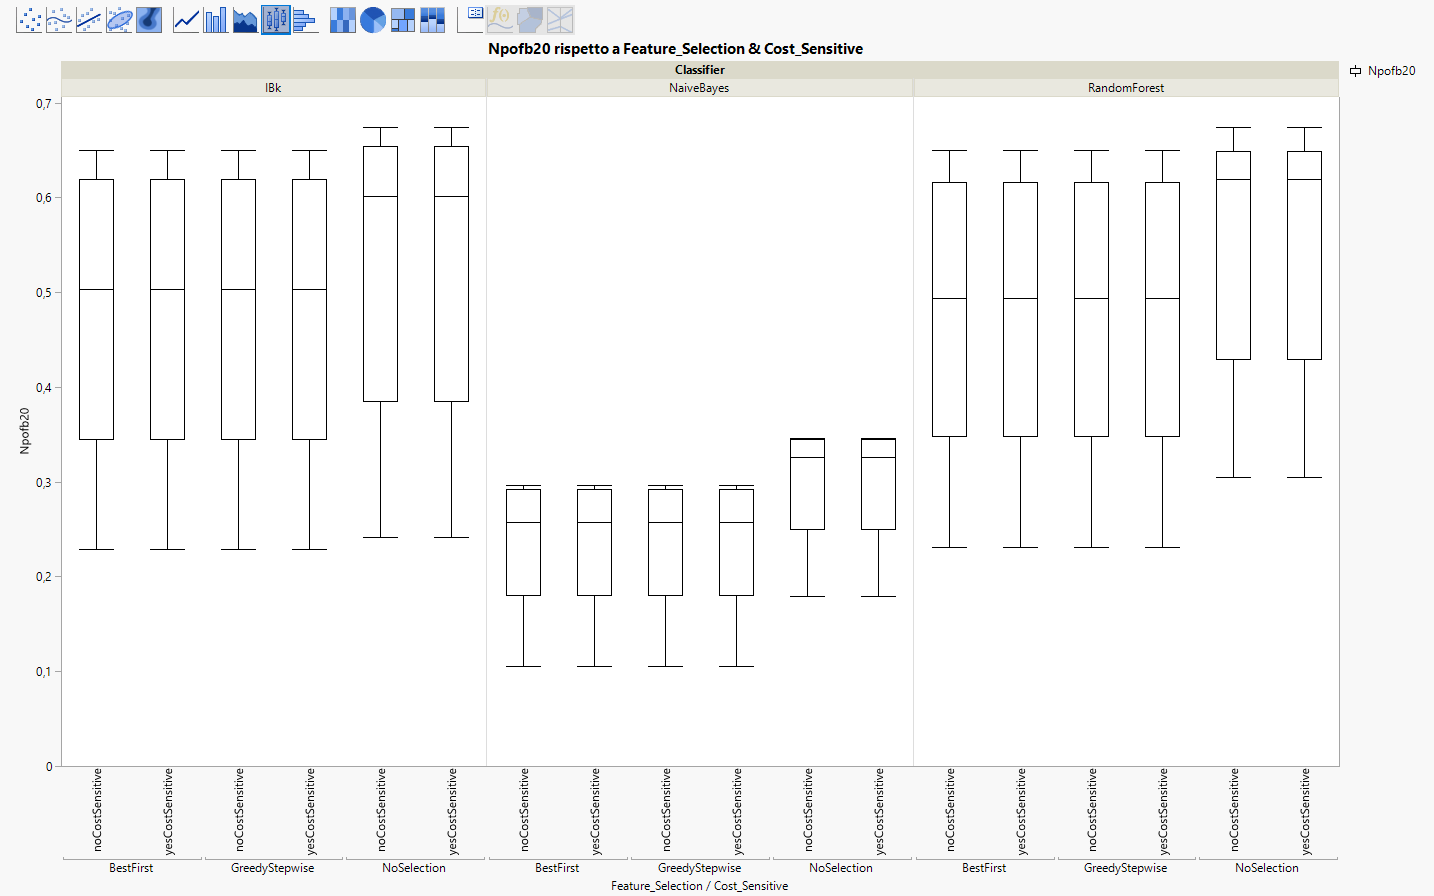 Npofb20 rispetto a Feature_Selection & Cost_Sensitive
Classifier
IBk NaiveBayes RandomForest
Npofb20
0,7
0,6
0,5
0,4
0,3
0,2
0,1
0
Npofb20
noCostSensitive yesCostSensitive noCostSensitive yesCostSensitive noCostSensitive yesCostSensitive noCostSensitive yesCostSensitive noCostSensitive yesCostSensitive noCostSensitive yesCostSensitive noCostSensitive yesCostSensitive noCostSensitive yesCostSensitive noCostSensitive yesCostSensitive
BestFirst GreedyStepwise NoSelection BestFirst GreedyStepwise NoSelection BestFirst GreedyStepwise NoSelection
Feature_Selection / Cost_Sensitive